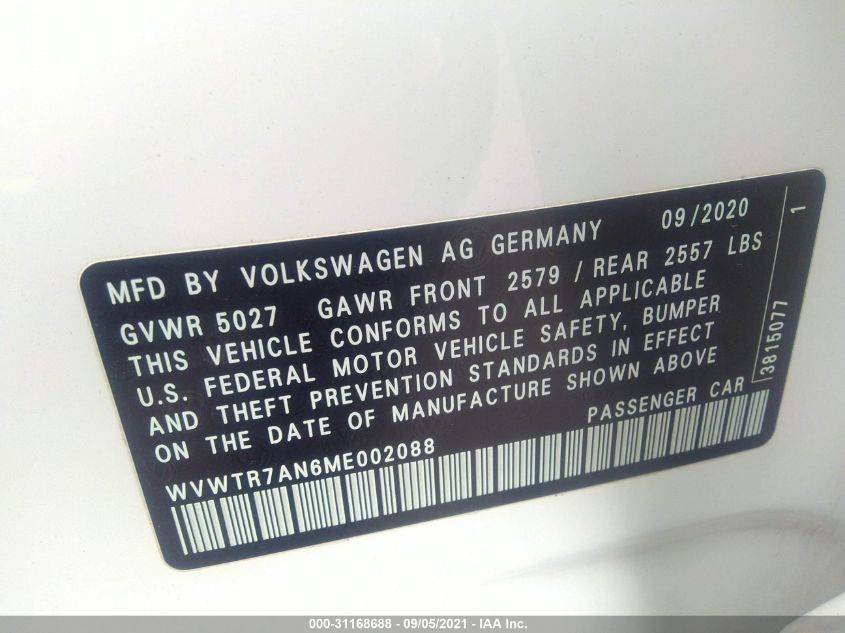 MFD BY VOLKSWAGEN AG GERMANY 09/2020
GVWR 5027 GAWR FRONT 2579 / REAR 2557 LBS
THIS VEHICLE CONFORMS TO ALL APPLICABLE
U.S. FEDERAL MOTOR VEHICLE SAFETY, BUMPER
AND THEFT PREVENTION STANDARDS IN EFFECT
ON THE DATE OF MANUFACTURE SHOWN ABOVE
WVWTR7AN6ME002088 PASSENGER CAR
3815077 1
000-31168688 - 09/05/2021 - IAA Inc.